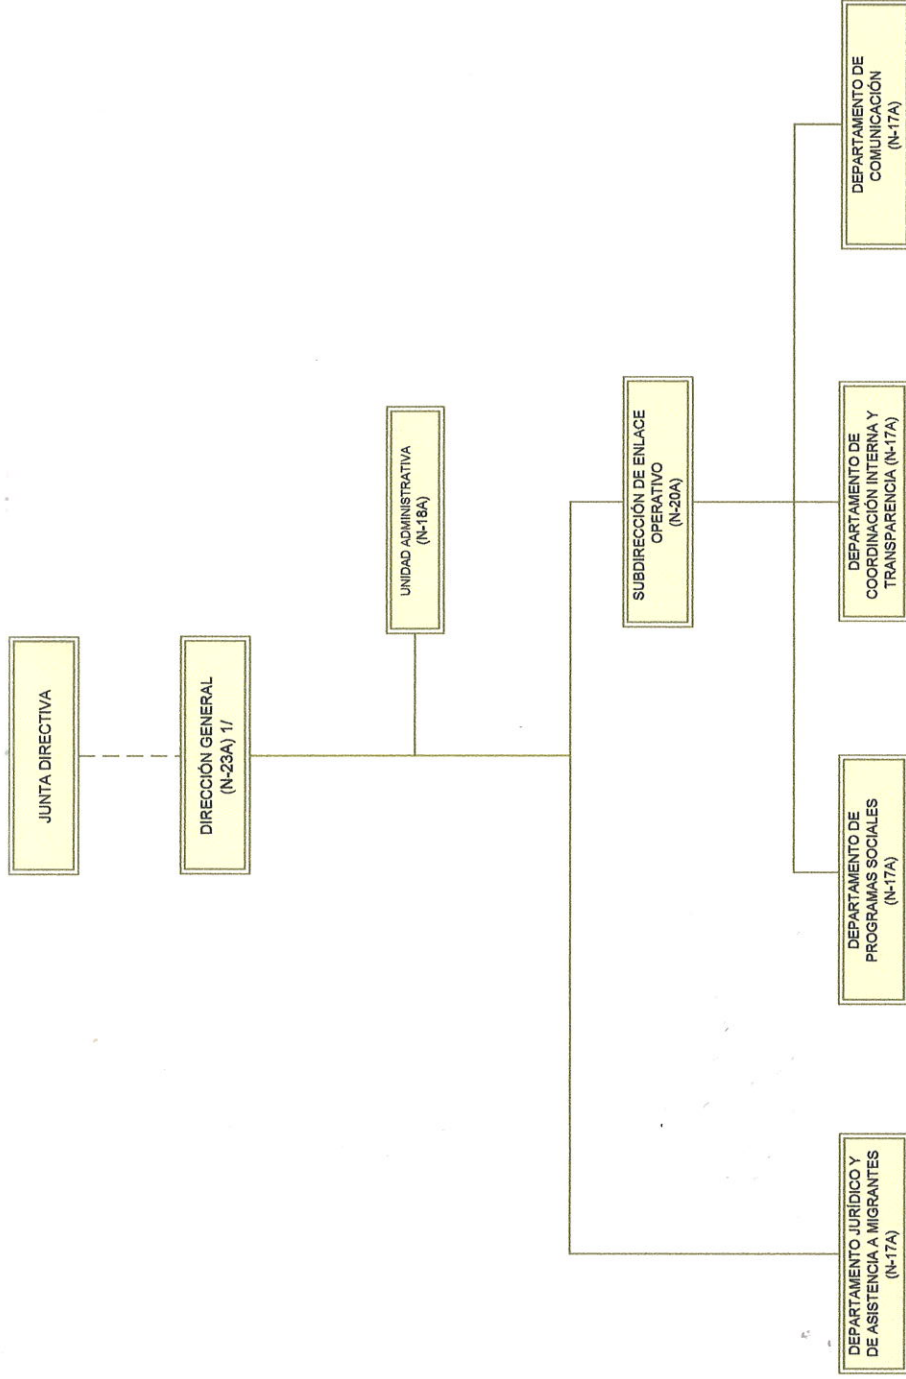 JUNTA DIRECTIVA
DIRECCIÓN GENERAL
(N-23A) 1/
UNIDAD ADMINISTRATIVA
(N-18A)
SUBDIRECCIÓN DE ENLACE
OPERATIVO
(N-20A)
DEPARTAMENTO JURÍDICO Y
DE ASISTENCIA A MIGRANTES
(N-17A)
DEPARTAMENTO DE
PROGRAMAS SOCIALES
(N-17A)
DEPARTAMENTO DE
COORDINACIÓN INTERNA Y
TRANSPARENCIA (N-17A)
DEPARTAMENTO DE
COMUNICACIÓN
(N-17A)